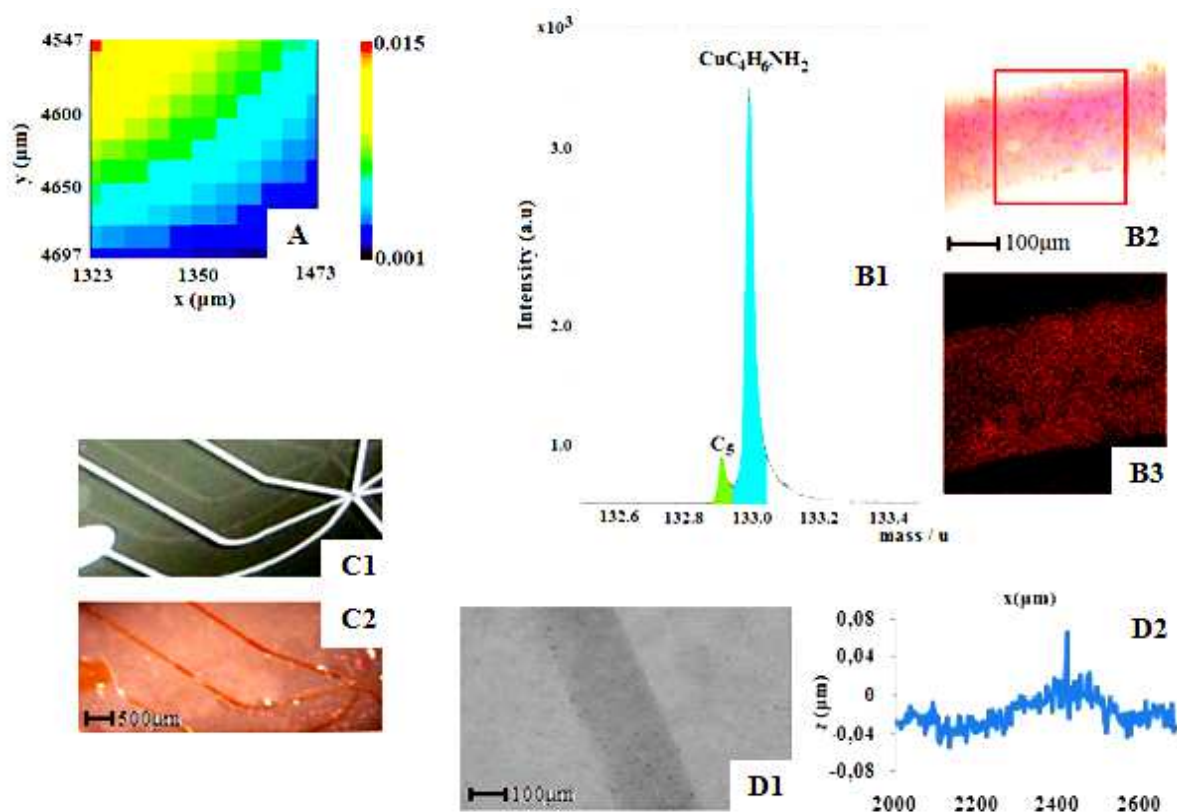 4547
4600
4650
4697
y (µm)
1323
1350
1473
x (µm)
A
0.015
0.001
x10³
CuC₄H₆NH₂
3.0
2.0
1.0
Intensity (a.u)
C₅
132.6
132.8
133.0
133.2
133.4
mass / u
B1
100µm
B2
B3
C1
C2
500µm
100µm
D1
x(µm)
D2
0,08
0,04
0
-0,04
-0,08
z (µm)
2000
2200
2400
2600